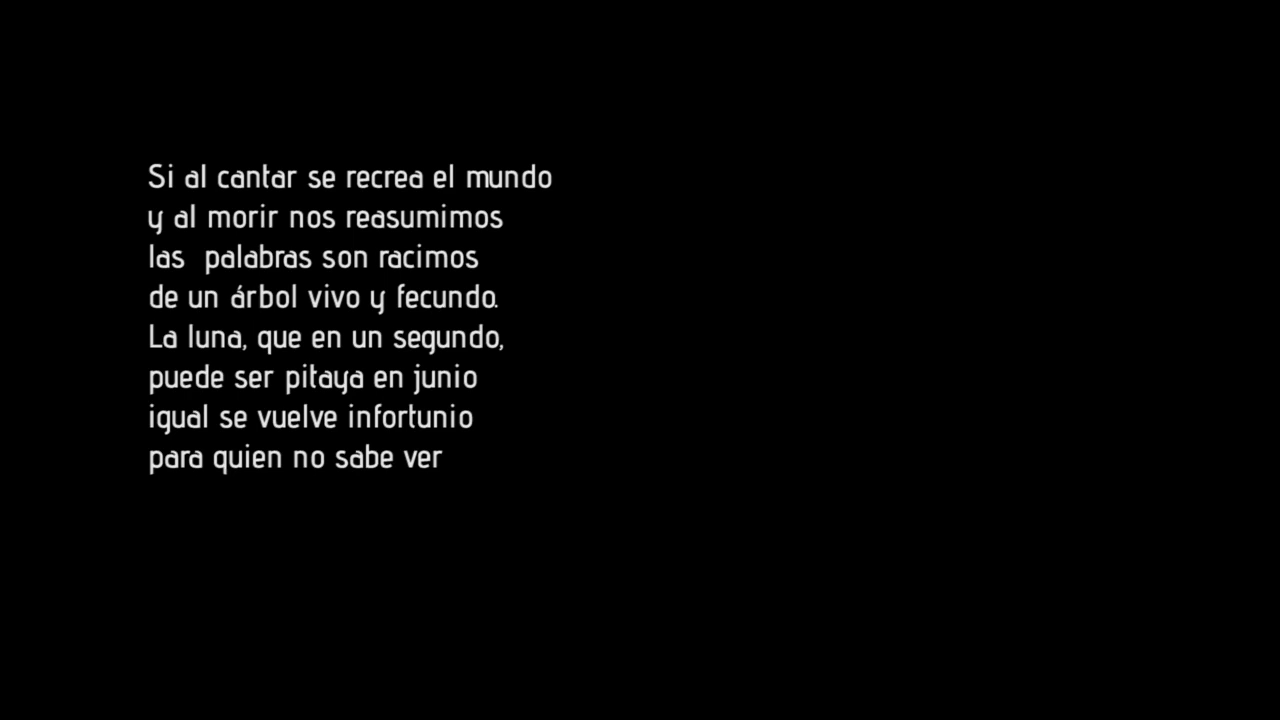 Si al cantar se recrea el mundo
y al morir nos reasumimos
las  palabras son racimos
de un árbol vivo y fecundo.
La luna, que en un segundo,
puede ser pitaya en junio
igual se vuelve infortunio
para quien no sabe ver